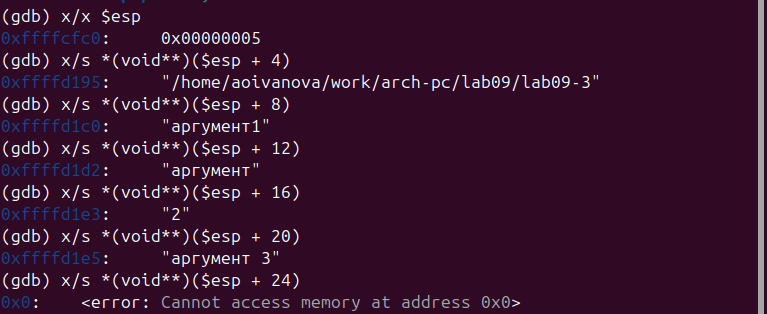 (gdb) x/x $esp
0xffffcfc0:     0x00000005
(gdb) x/s *(void**)($esp + 4)
0xffffd195:     "/home/aoivanova/work/arch-pc/lab09/lab09-3"
(gdb) x/s *(void**)($esp + 8)
0xffffd1c0:     "аргумент1"
(gdb) x/s *(void**)($esp + 12)
0xffffd1d2:     "аргумент"
(gdb) x/s *(void**)($esp + 16)
0xffffd1e3:     "2"
(gdb) x/s *(void**)($esp + 20)
0xffffd1e5:     "аргумент 3"
(gdb) x/s *(void**)($esp + 24)
0x0:    <error: Cannot access memory at address 0x0>